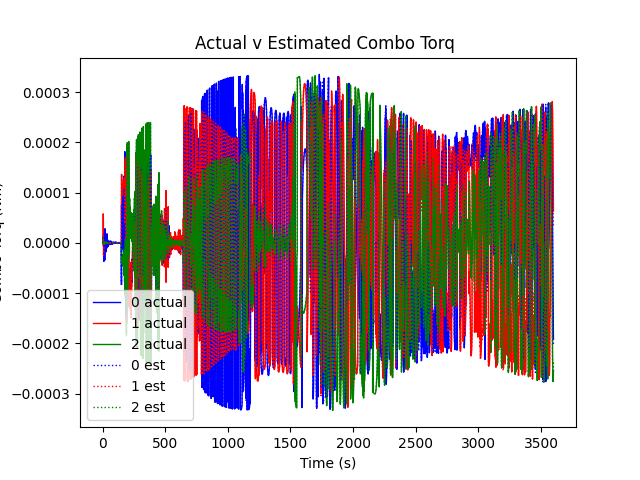 Actual v Estimated Combo Torq
0.0003
0.0002
0.0001
0.0000
−0.0001
−0.0002
−0.0003
0 actual
1 actual
2 actual
0 est
1 est
2 est
0 500 1000 1500 2000 2500 3000 3500
Time (s)